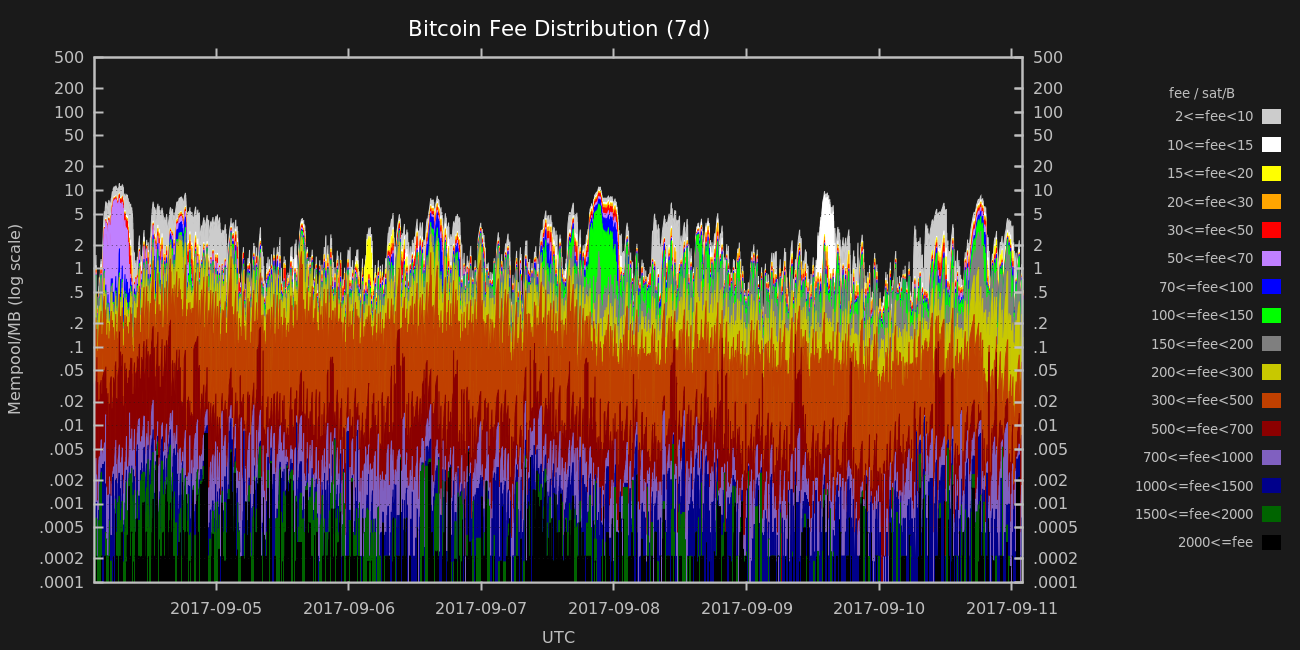 Bitcoin Fee Distribution (7d)
500
200
100
50
20
10
5
2
1
.5
.2
.1
.05
.02
.01
.005
.002
.001
.0005
.0002
.0001
Mempool/MB (log scale)
500
200
100
50
20
10
5
2
1
.5
.2
.1
.05
.02
.01
.005
.002
.001
.0005
.0002
.0001
2017-09-05 2017-09-06 2017-09-07 2017-09-08 2017-09-09 2017-09-10 2017-09-11
UTC
fee / sat/B
2<=fee<10
10<=fee<15
15<=fee<20
20<=fee<30
30<=fee<50
50<=fee<70
70<=fee<100
100<=fee<150
150<=fee<200
200<=fee<300
300<=fee<500
500<=fee<700
700<=fee<1000
1000<=fee<1500
1500<=fee<2000
2000<=fee